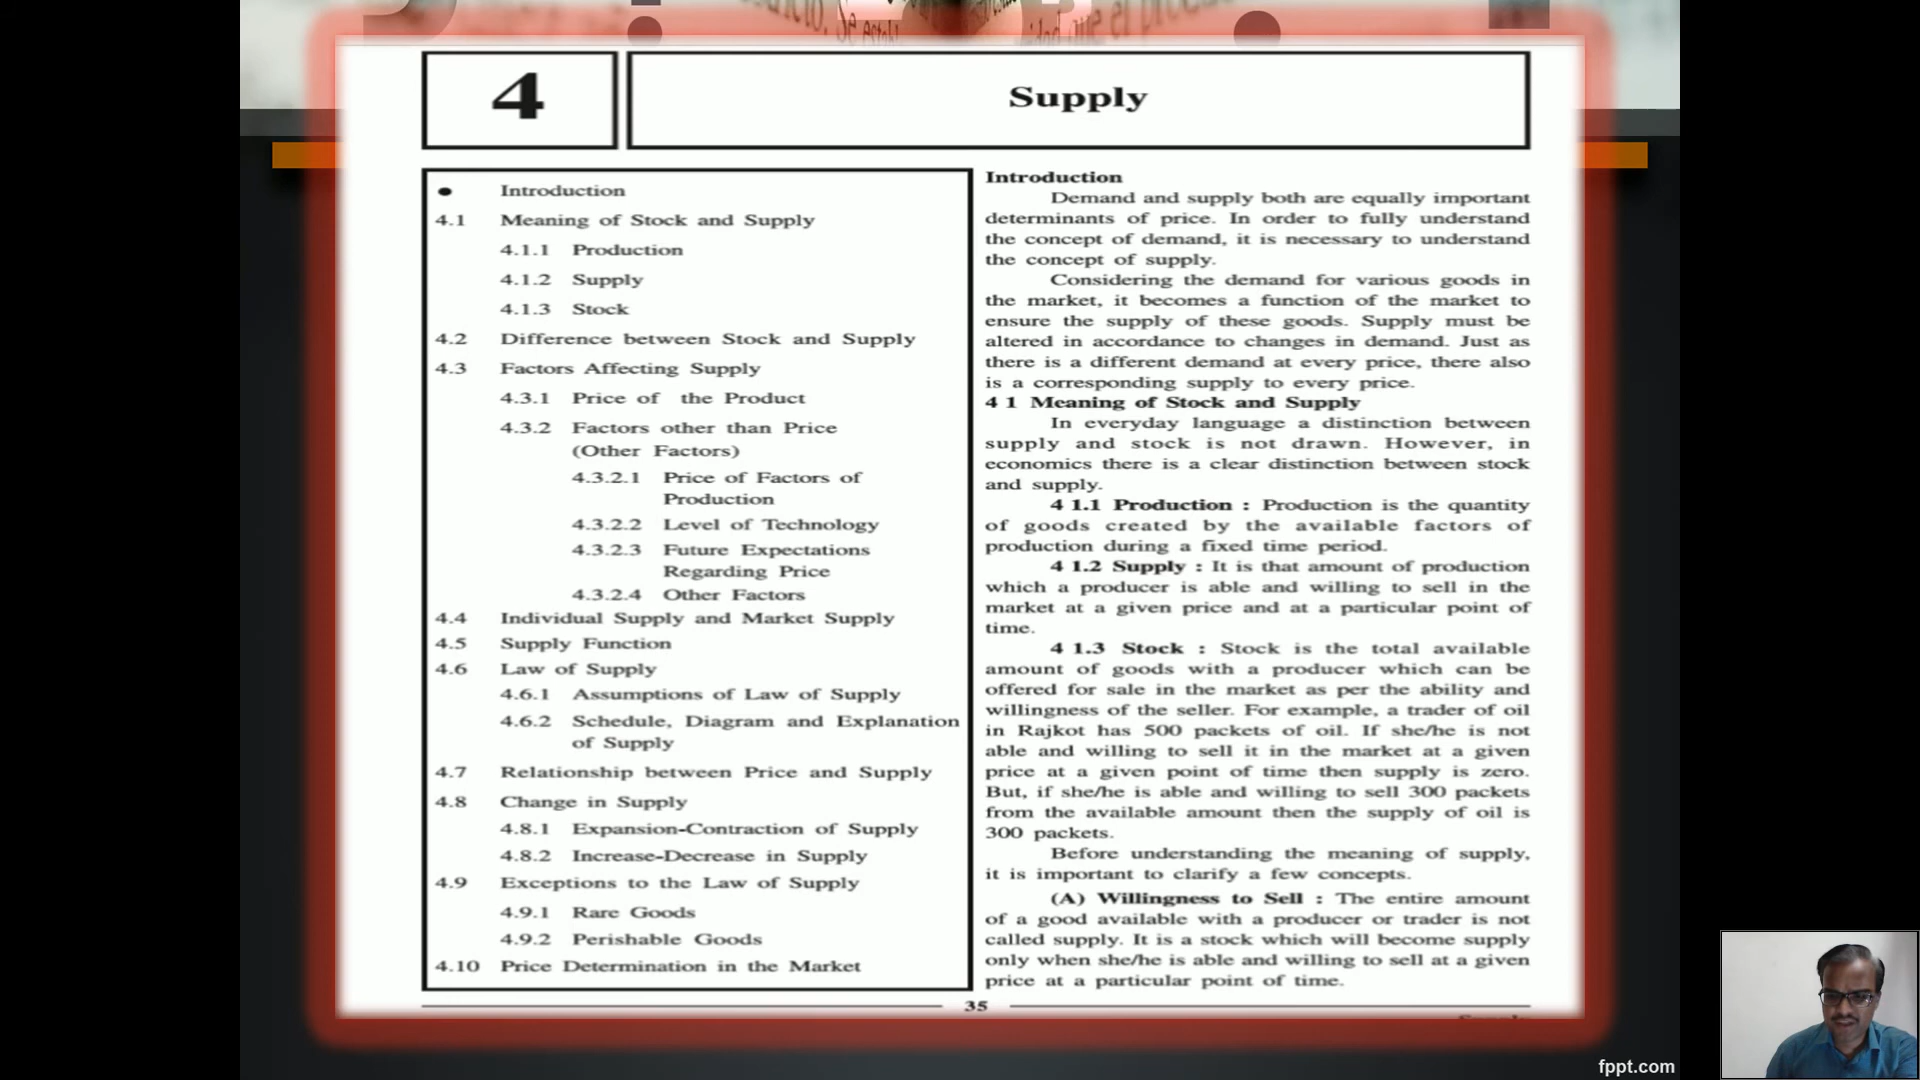 ducto. Se está
que el
4
Supply
● Introduction
4.1 Meaning of Stock and Supply
4.1.1 Production
4.1.2 Supply
4.1.3 Stock
4.2 Difference between Stock and Supply
4.3 Factors Affecting Supply
4.3.1 Price of the Product
4.3.2 Factors other than Price
(Other Factors)
4.3.2.1 Price of Factors of
Production
4.3.2.2 Level of Technology
4.3.2.3 Future Expectations
Regarding Price
4.3.2.4 Other Factors
4.4 Individual Supply and Market Supply
4.5 Supply Function
4.6 Law of Supply
4.6.1 Assumptions of Law of Supply
4.6.2 Schedule, Diagram and Explanation
of Supply
4.7 Relationship between Price and Supply
4.8 Change in Supply
4.8.1 Expansion-Contraction of Supply
4.8.2 Increase-Decrease in Supply
4.9 Exceptions to the Law of Supply
4.9.1 Rare Goods
4.9.2 Perishable Goods
4.10 Price Determination in the Market
Introduction
Demand and supply both are equally important
determinants of price. In order to fully understand
the concept of demand, it is necessary to understand
the concept of supply.
Considering the demand for various goods in
the market, it becomes a function of the market to
ensure the supply of these goods. Supply must be
altered in accordance to changes in demand. Just as
there is a different demand at every price, there also
is a corresponding supply to every price.
4 1 Meaning of Stock and Supply
In everyday language a distinction between
supply and stock is not drawn. However, in
economics there is a clear distinction between stock
and supply.
4 1.1 Production : Production is the quantity
of goods created by the available factors of
production during a fixed time period.
4 1.2 Supply : It is that amount of production
which a producer is able and willing to sell in the
market at a given price and at a particular point of
time.
4 1.3 Stock : Stock is the total available
amount of goods with a producer which can be
offered for sale in the market as per the ability and
willingness of the seller. For example, a trader of oil
in Rajkot has 500 packets of oil. If she/he is not
able and willing to sell it in the market at a given
price at a given point of time then supply is zero.
But, if she/he is able and willing to sell 300 packets
from the available amount then the supply of oil is
300 packets.
Before understanding the meaning of supply,
it is important to clarify a few concepts.
(A) Willingness to Sell : The entire amount
of a good available with a producer or trader is not
called supply. It is a stock which will become supply
only when she/he is able and willing to sell at a given
price at a particular point of time.
35
fppt.com